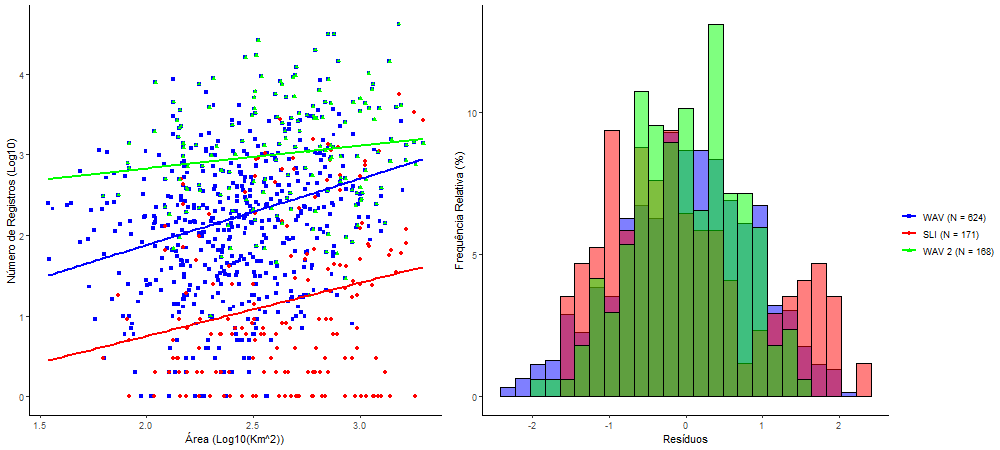 Número de Registros (Log10)
4
3
2
1
0
1.5
2.0
2.5
3.0
Área (Log10(Km^2))
Frequência Relativa (%)
10
5
0
-2
-1
0
1
2
Resíduos
WAV (N = 624)
SLI (N = 171)
WAV 2 (N = 168)